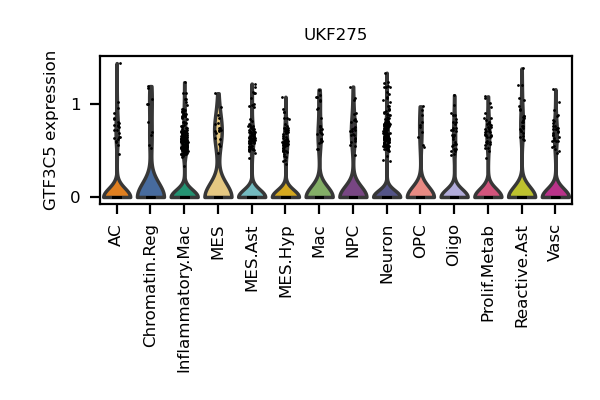 UKF275
GTF3C5 expression
1
0
AC
Chromatin.Reg
Inflammatory.Mac
MES
MES.Ast
MES.Hyp
Mac
NPC
Neuron
OPC
Oligo
Prolif.Metab
Reactive.Ast
Vasc